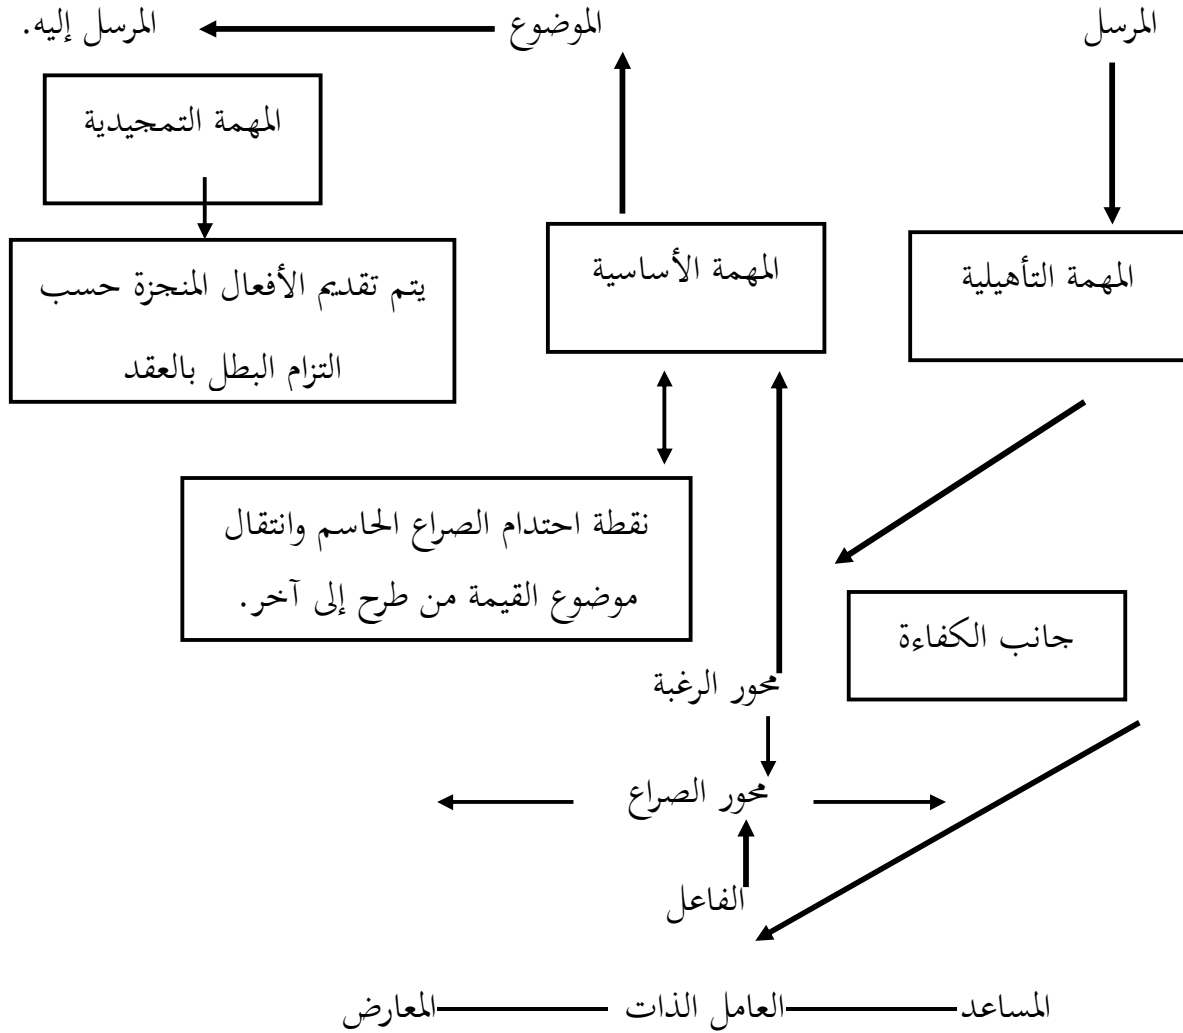 المرسل
الموضوع
المرسل إليه.
المهمة التمجيدية
المهمة التأهيلية
المهمة الأساسية
يتم تقديم الأفعال المنجزة حسب
التزام البطل بالعقد
نقطة احتدام الصراع الحاسم وانتقال
موضوع القيمة من طرح إلى آخر.
جانب الكفاءة
محور الرغبة
محور الصراع
الفاعل
المساعد
العامل الذات
المعارض